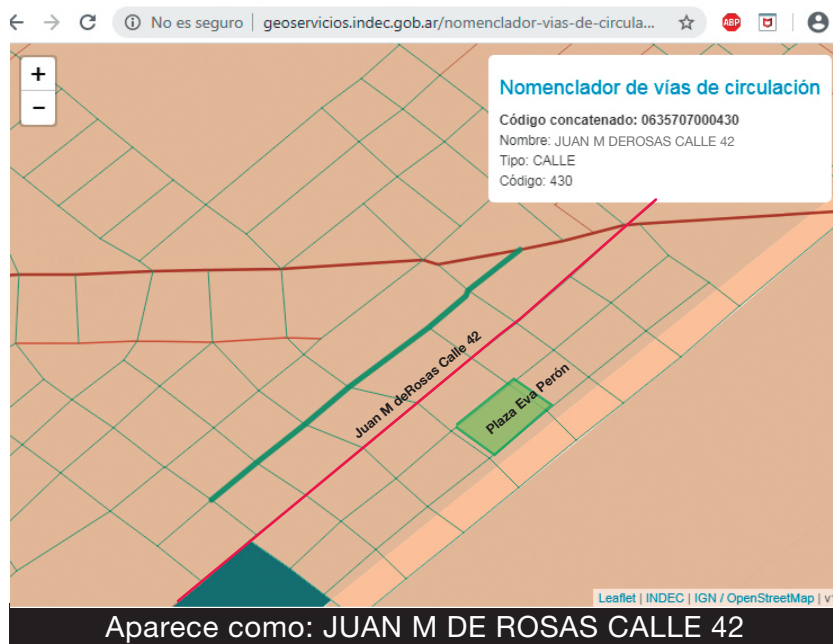 No es seguro | geoservicios.indec.gob.ar/nomenclador-vias-de-circula...
ABP
+
−
Nomenclador de vías de circulación
Código concatenado: 0635707000430
Nombre: JUAN M DEROSAS CALLE 42
Tipo: CALLE
Código: 430
Juan M deRosas Calle 42
Plaza Eva Perón
Leaflet | INDEC | IGN / OpenStreetMap | v1
Aparece como: JUAN M DE ROSAS CALLE 42